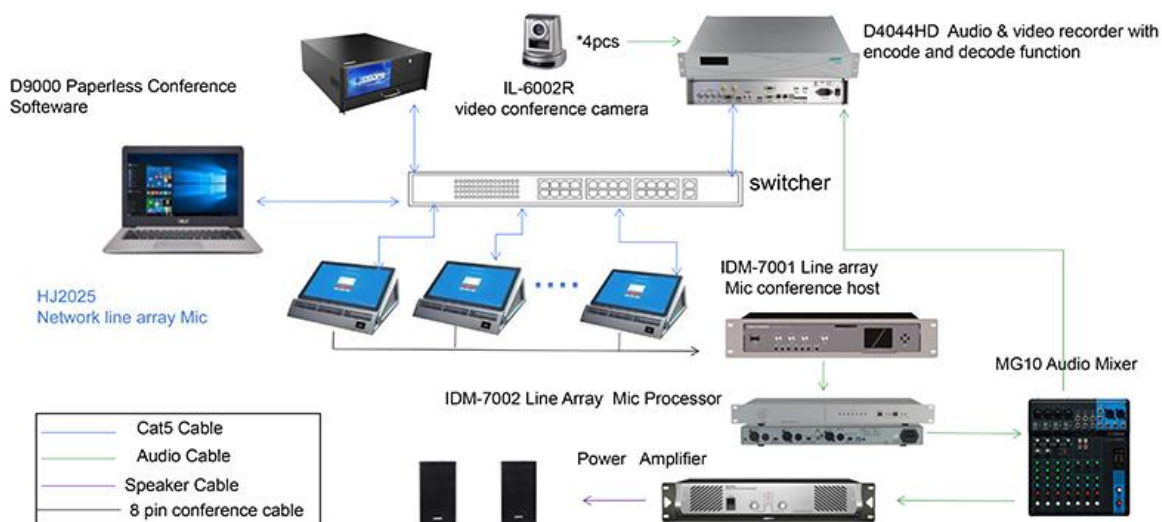 *4pcs
D4044HD Audio & video recorder with
encode and decode function
D9000 Paperless Conference
Softeware
IL-6002R
video conference camera
switcher
HJ2025
Network line array Mic
IDM-7001 Line array
Mic conference host
MG10 Audio Mixer
IDM-7002 Line Array Mic Processor
Cat5 Cable
Audio Cable
Speaker Cable
8 pin conference cable
Power Amplifier